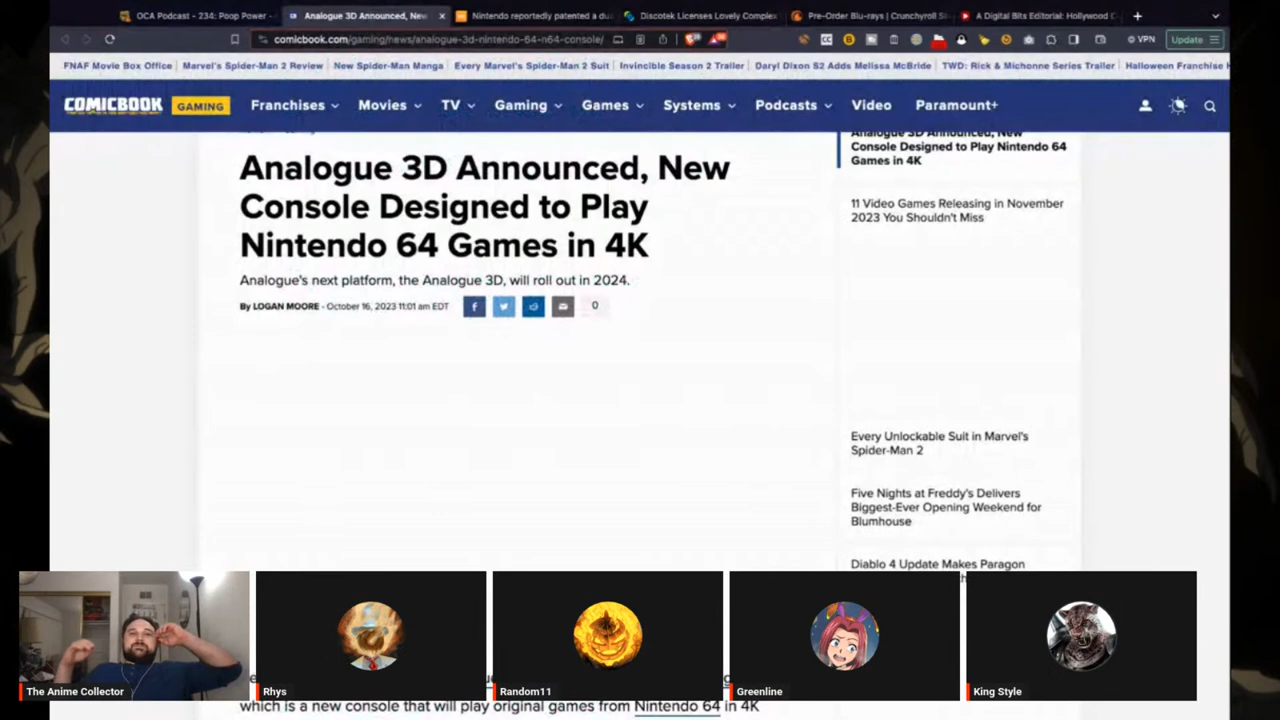 OCA Podcast - 234: Poop Power -
Analogue 3D Announced, New
Nintendo reportedly patented a du
Discotek Licenses Lovely Complex
Pre-Order Blu-rays | Crunchyroll S
A Digital Bits Editorial: Hollywood
comicbook.com/gaming/news/analogue-3d-nintendo-64-n64-console/
VPN
Update
FNAF Movie Box Office
Marvel's Spider-Man 2 Review
New Spider-Man Manga
Every Marvel's Spider-Man 2 Suit
Invincible Season 2 Trailer
Daryl Dixon S2 Adds Melissa McBride
TWD: Rick & Michonne Series Trailer
Halloween Franchise
COMICBOOK
GAMING
Franchises
Movies
TV
Gaming
Games
Systems
Podcasts
Video
Paramount+
Analogue 3D Announced, New
Console Designed to Play
Nintendo 64 Games in 4K
Analogue's next platform, the Analogue 3D, will roll out in 2024.
By LOGAN MOORE - October 16, 2023 11:01 am EDT
0
Analogue 3D Announced, New
Console Designed to Play Nintendo 64
Games in 4K
11 Video Games Releasing in November
2023 You Shouldn't Miss
Every Unlockable Suit in Marvel's
Spider-Man 2
Five Nights at Freddy's Delivers
Biggest-Ever Opening Weekend for
Blumhouse
Diablo 4 Update Makes Paragon
The Anime Collector
Rhys
Random11
Greenline
King Style
which is a new console that will play original games from Nintendo 64 in 4K